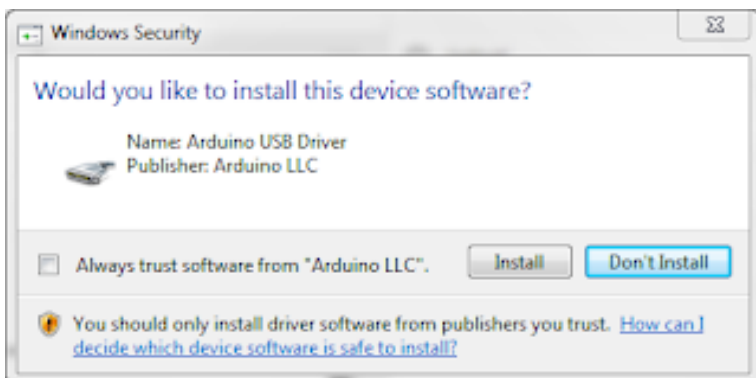 Windows Security
Would you like to install this device software?
Name: Arduino USB Driver
Publisher: Arduino LLC
Always trust software from "Arduino LLC".
Install
Don't Install
You should only install driver software from publishers you trust. How can I
decide which device software is safe to install?